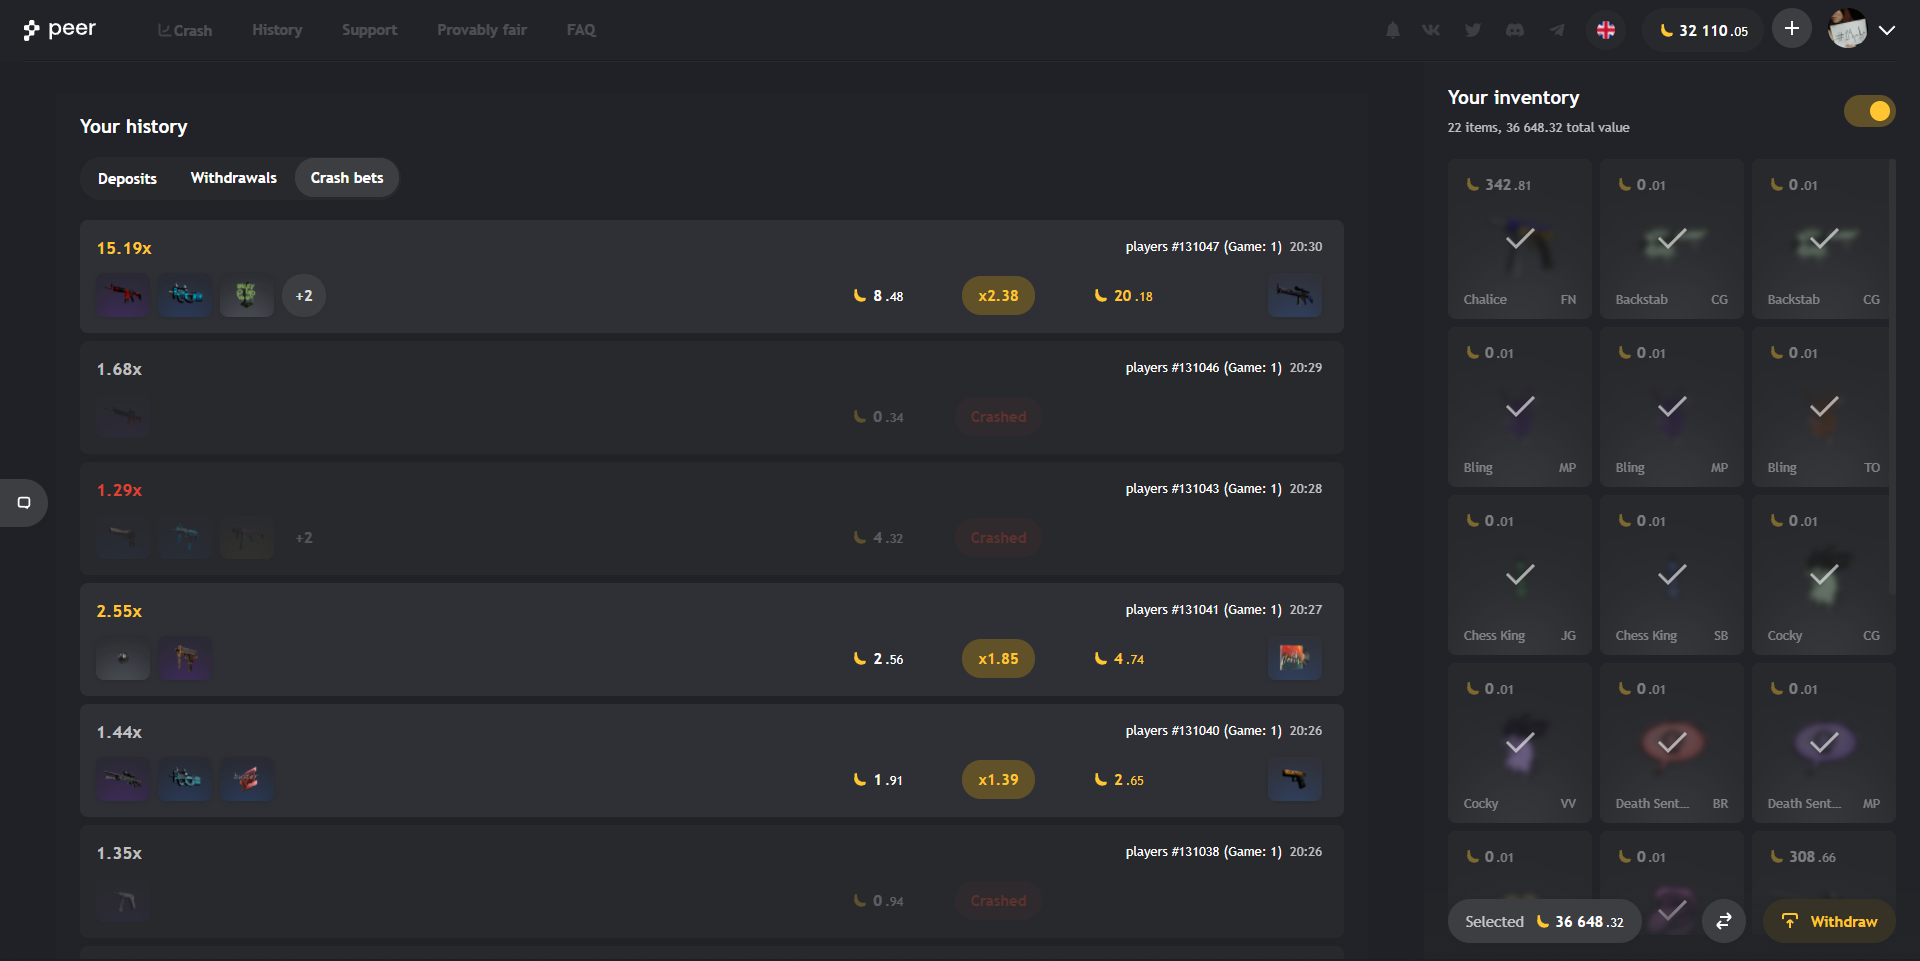 peer
Crash
History
Support
Provably fair
FAQ
32 110.05
Your history
Deposits
Withdrawals
Crash bets
15.19x
players #131047 (Game: 1) 20:30
+2
8.48
x2.38
20.18
1.68x
players #131046 (Game: 1) 20:29
0.34
Crashed
1.29x
players #131043 (Game: 1) 20:28
+2
4.32
Crashed
2.55x
players #131041 (Game: 1) 20:27
2.56
x1.85
4.74
1.44x
players #131040 (Game: 1) 20:26
1.91
x1.39
2.65
1.35x
players #131038 (Game: 1) 20:26
0.94
Crashed
Your inventory
22 items, 36 648.32 total value
342.81
Chalice FN
0.01
Backstab CG
0.01
Backstab CG
0.01
Bling MP
0.01
Bling MP
0.01
Bling TO
0.01
Chess King JG
0.01
Chess King SB
0.01
Cocky CG
0.01
Cocky VV
0.01
Death Sent... BR
0.01
Death Sent... MP
0.01
0.01
308.66
Selected 36 648.32
Withdraw